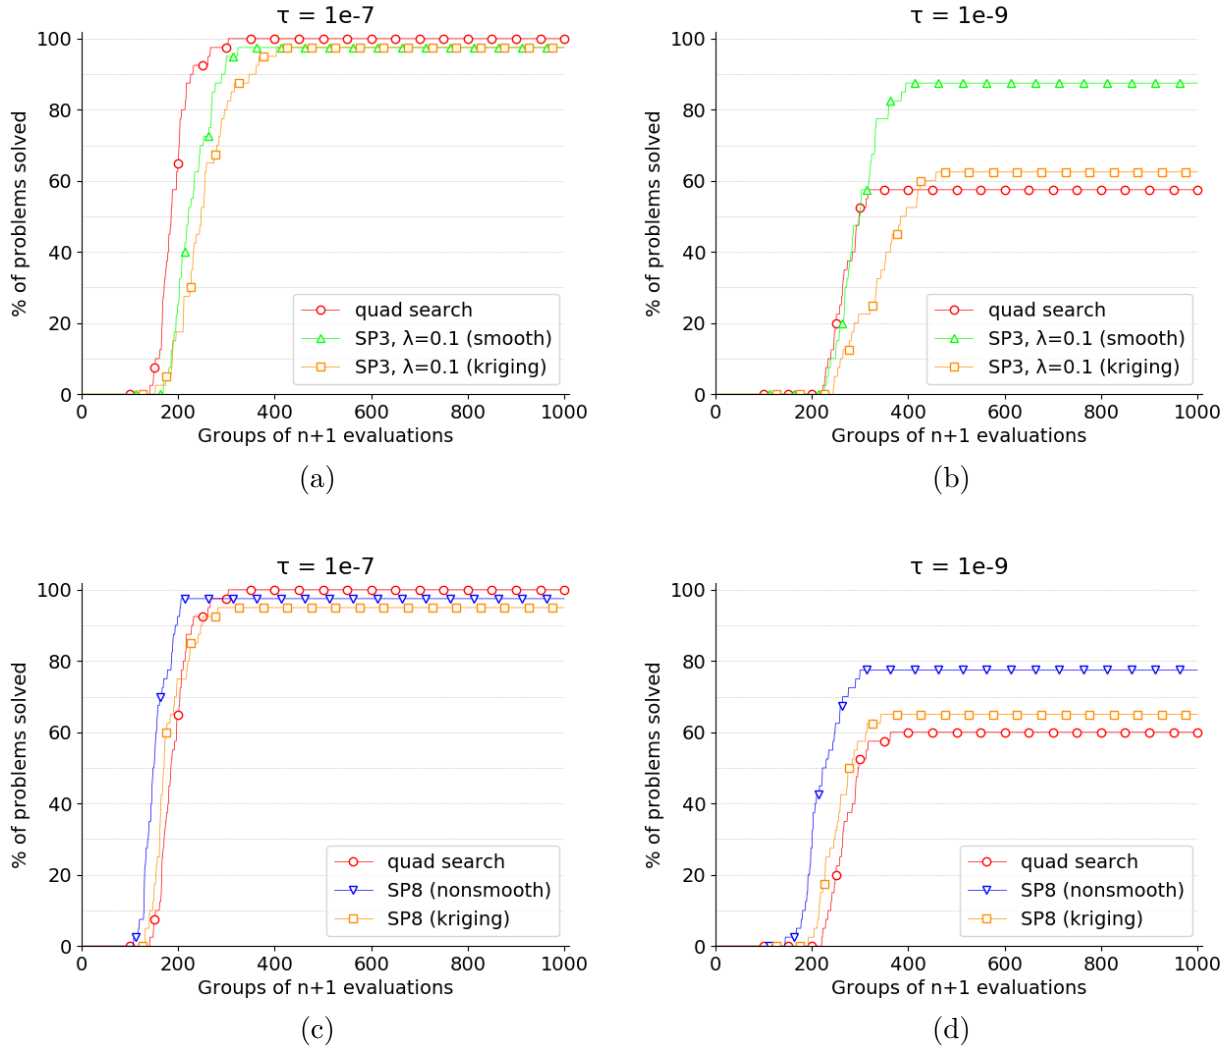 τ = 1e-7
% of problems solved
100
80
60
40
20
0
quad search
SP3, λ=0.1 (smooth)
SP3, λ=0.1 (kriging)
0 200 400 600 800 1000
Groups of n+1 evaluations
(a)
τ = 1e-9
% of problems solved
100
80
60
40
20
0
quad search
SP3, λ=0.1 (smooth)
SP3, λ=0.1 (kriging)
0 200 400 600 800 1000
Groups of n+1 evaluations
(b)
τ = 1e-7
% of problems solved
100
80
60
40
20
0
quad search
SP8 (nonsmooth)
SP8 (kriging)
0 200 400 600 800 1000
Groups of n+1 evaluations
(c)
τ = 1e-9
% of problems solved
100
80
60
40
20
0
quad search
SP8 (nonsmooth)
SP8 (kriging)
0 200 400 600 800 1000
Groups of n+1 evaluations
(d)